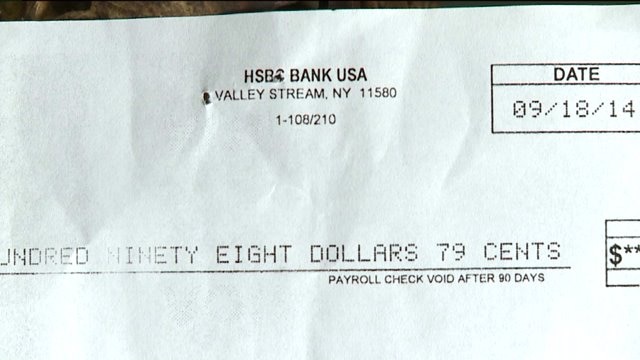 HSBC BANK USA
VALLEY STREAM, NY 11580
1-108/210
DATE
09/18/14
UNDRED NINETY EIGHT DOLLARS 79 CENTS
$**
PAYROLL CHECK VOID AFTER 90 DAYS